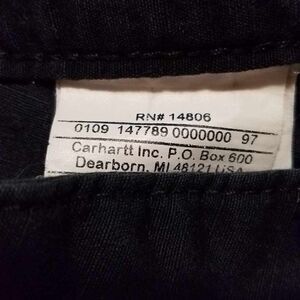 RN# 14806
0109 147789 0000000 97
Carhartt Inc. P.O. Box 600
Dearborn, MI 48121 USA